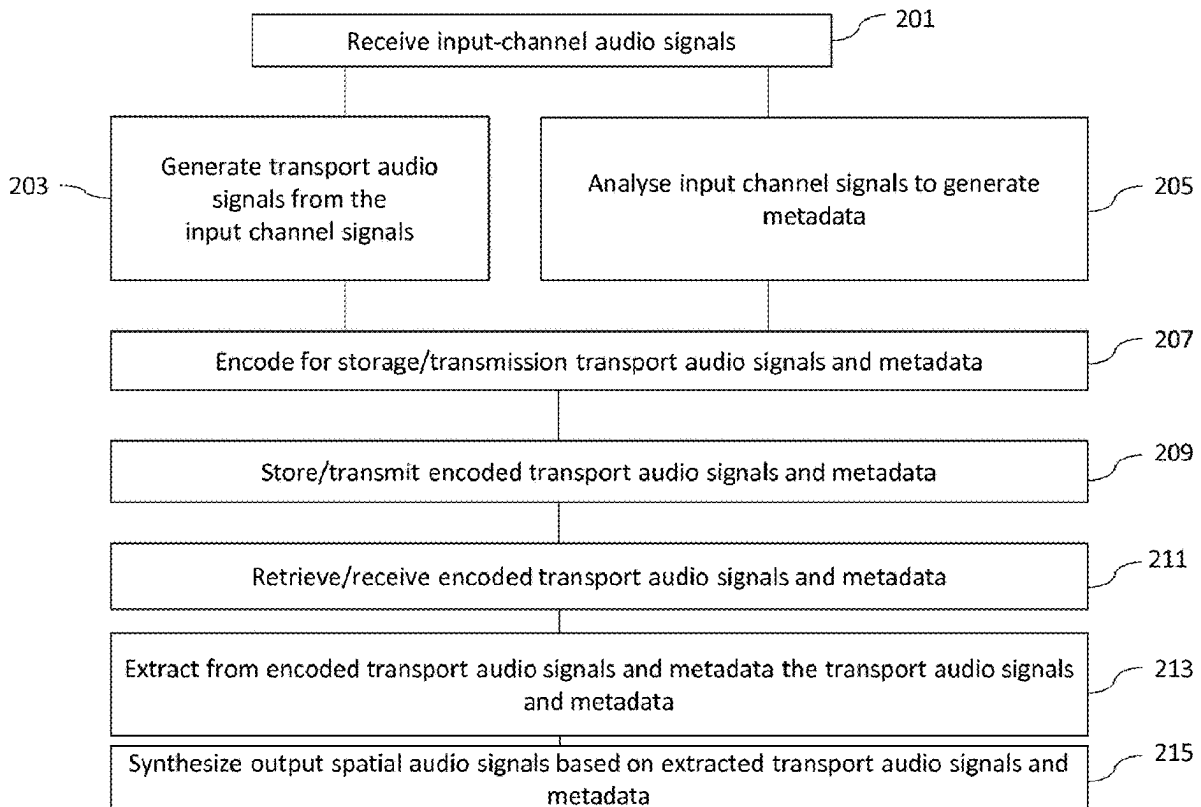 201
Receive input-channel audio signals
203
Generate transport audio
signals from the
input channel signals
Analyse input channel signals to generate
metadata
205
Encode for storage/transmission transport audio signals and metadata
207
Store/transmit encoded transport audio signals and metadata
209
Retrieve/receive encoded transport audio signals and metadata
211
Extract from encoded transport audio signals and metadata the transport audio signals
and metadata
213
Synthesize output spatial audio signals based on extracted transport audio signals and
metadata
215